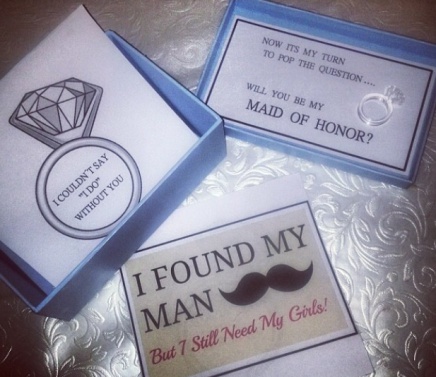 I COULDN'T SAY
"I DO"
WITHOUT YOU
NOW ITS MY TURN
TO POP THE QUESTION....
WILL YOU BE MY
MAID OF HONOR?
I FOUND MY
MAN
But I Still Need My Girls!